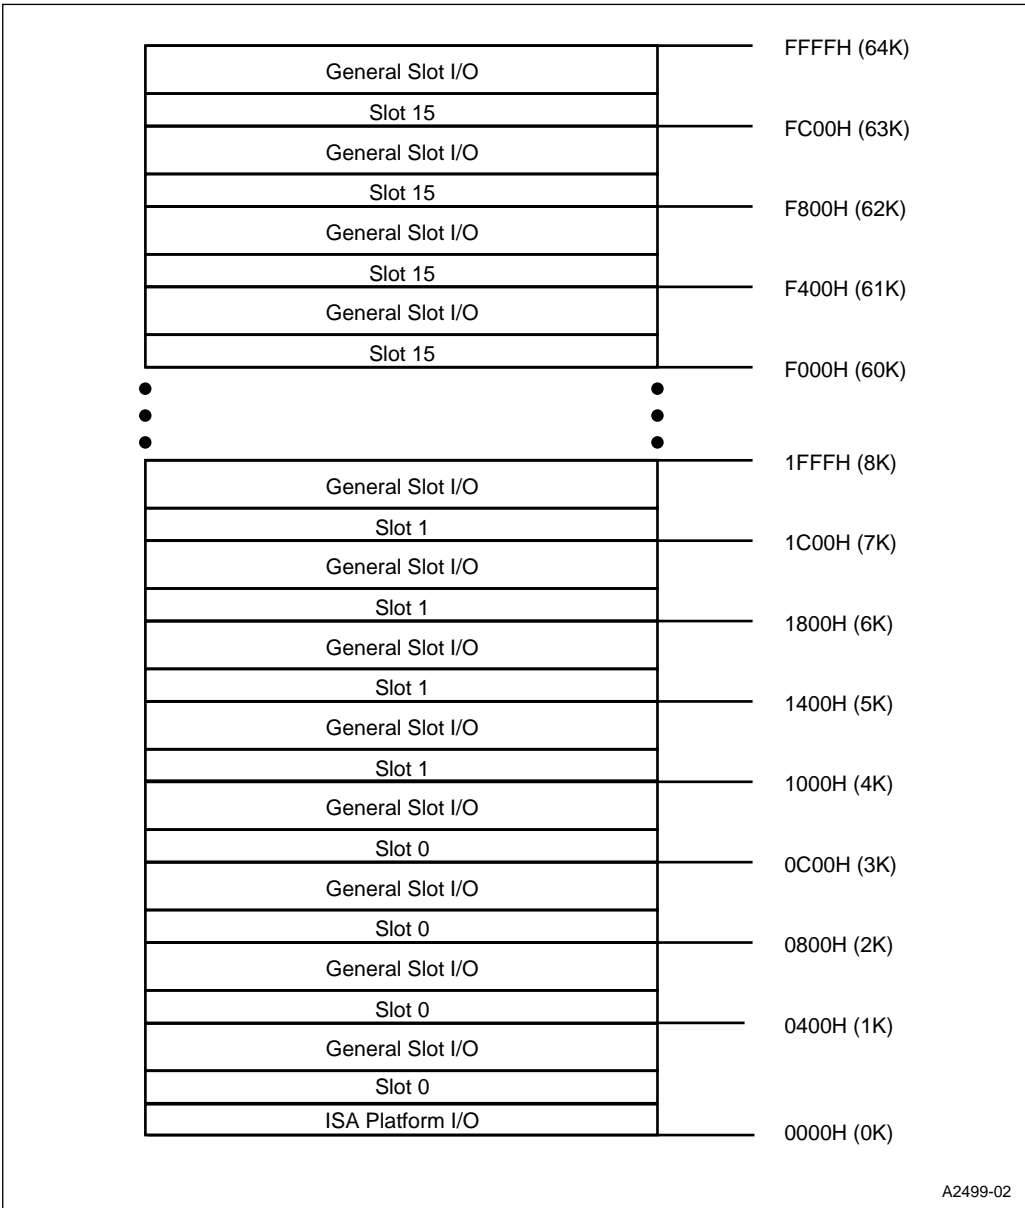 FFFFH (64K)
General Slot I/O
Slot 15
FC00H (63K)
General Slot I/O
Slot 15
F800H (62K)
General Slot I/O
Slot 15
F400H (61K)
General Slot I/O
Slot 15
F000H (60K)
1FFFH (8K)
General Slot I/O
Slot 1
1C00H (7K)
General Slot I/O
Slot 1
1800H (6K)
General Slot I/O
Slot 1
1400H (5K)
General Slot I/O
Slot 1
1000H (4K)
General Slot I/O
Slot 0
0C00H (3K)
General Slot I/O
Slot 0
0800H (2K)
General Slot I/O
Slot 0
0400H (1K)
General Slot I/O
Slot 0
ISA Platform I/O
0000H (0K)
A2499-02